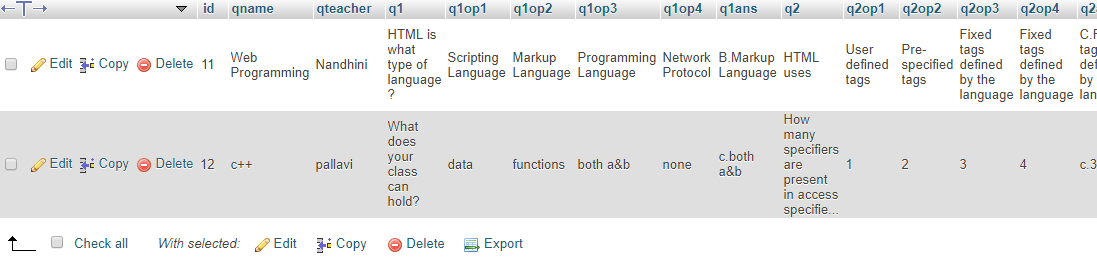 id qname qteacher q1 q1op1 q1op2 q1op3 q1op4 q1ans q2 q2op1 q2op2 q2op3 q2op4
Edit Copy Delete 11 Web Programming Nandhini HTML is what type of language ? Scripting Language Markup Language Programming Language Network Protocol B.Markup Language HTML uses User defined tags Pre-specified tags Fixed tags defined by the language Fixed tags defined by the language
Edit Copy Delete 12 c++ pallavi What does your class can hold? data functions both a&b none c.both a&b How many specifiers are present in access specifie... 1 2 3 4 c.3
Check all With selected: Edit Copy Delete Export